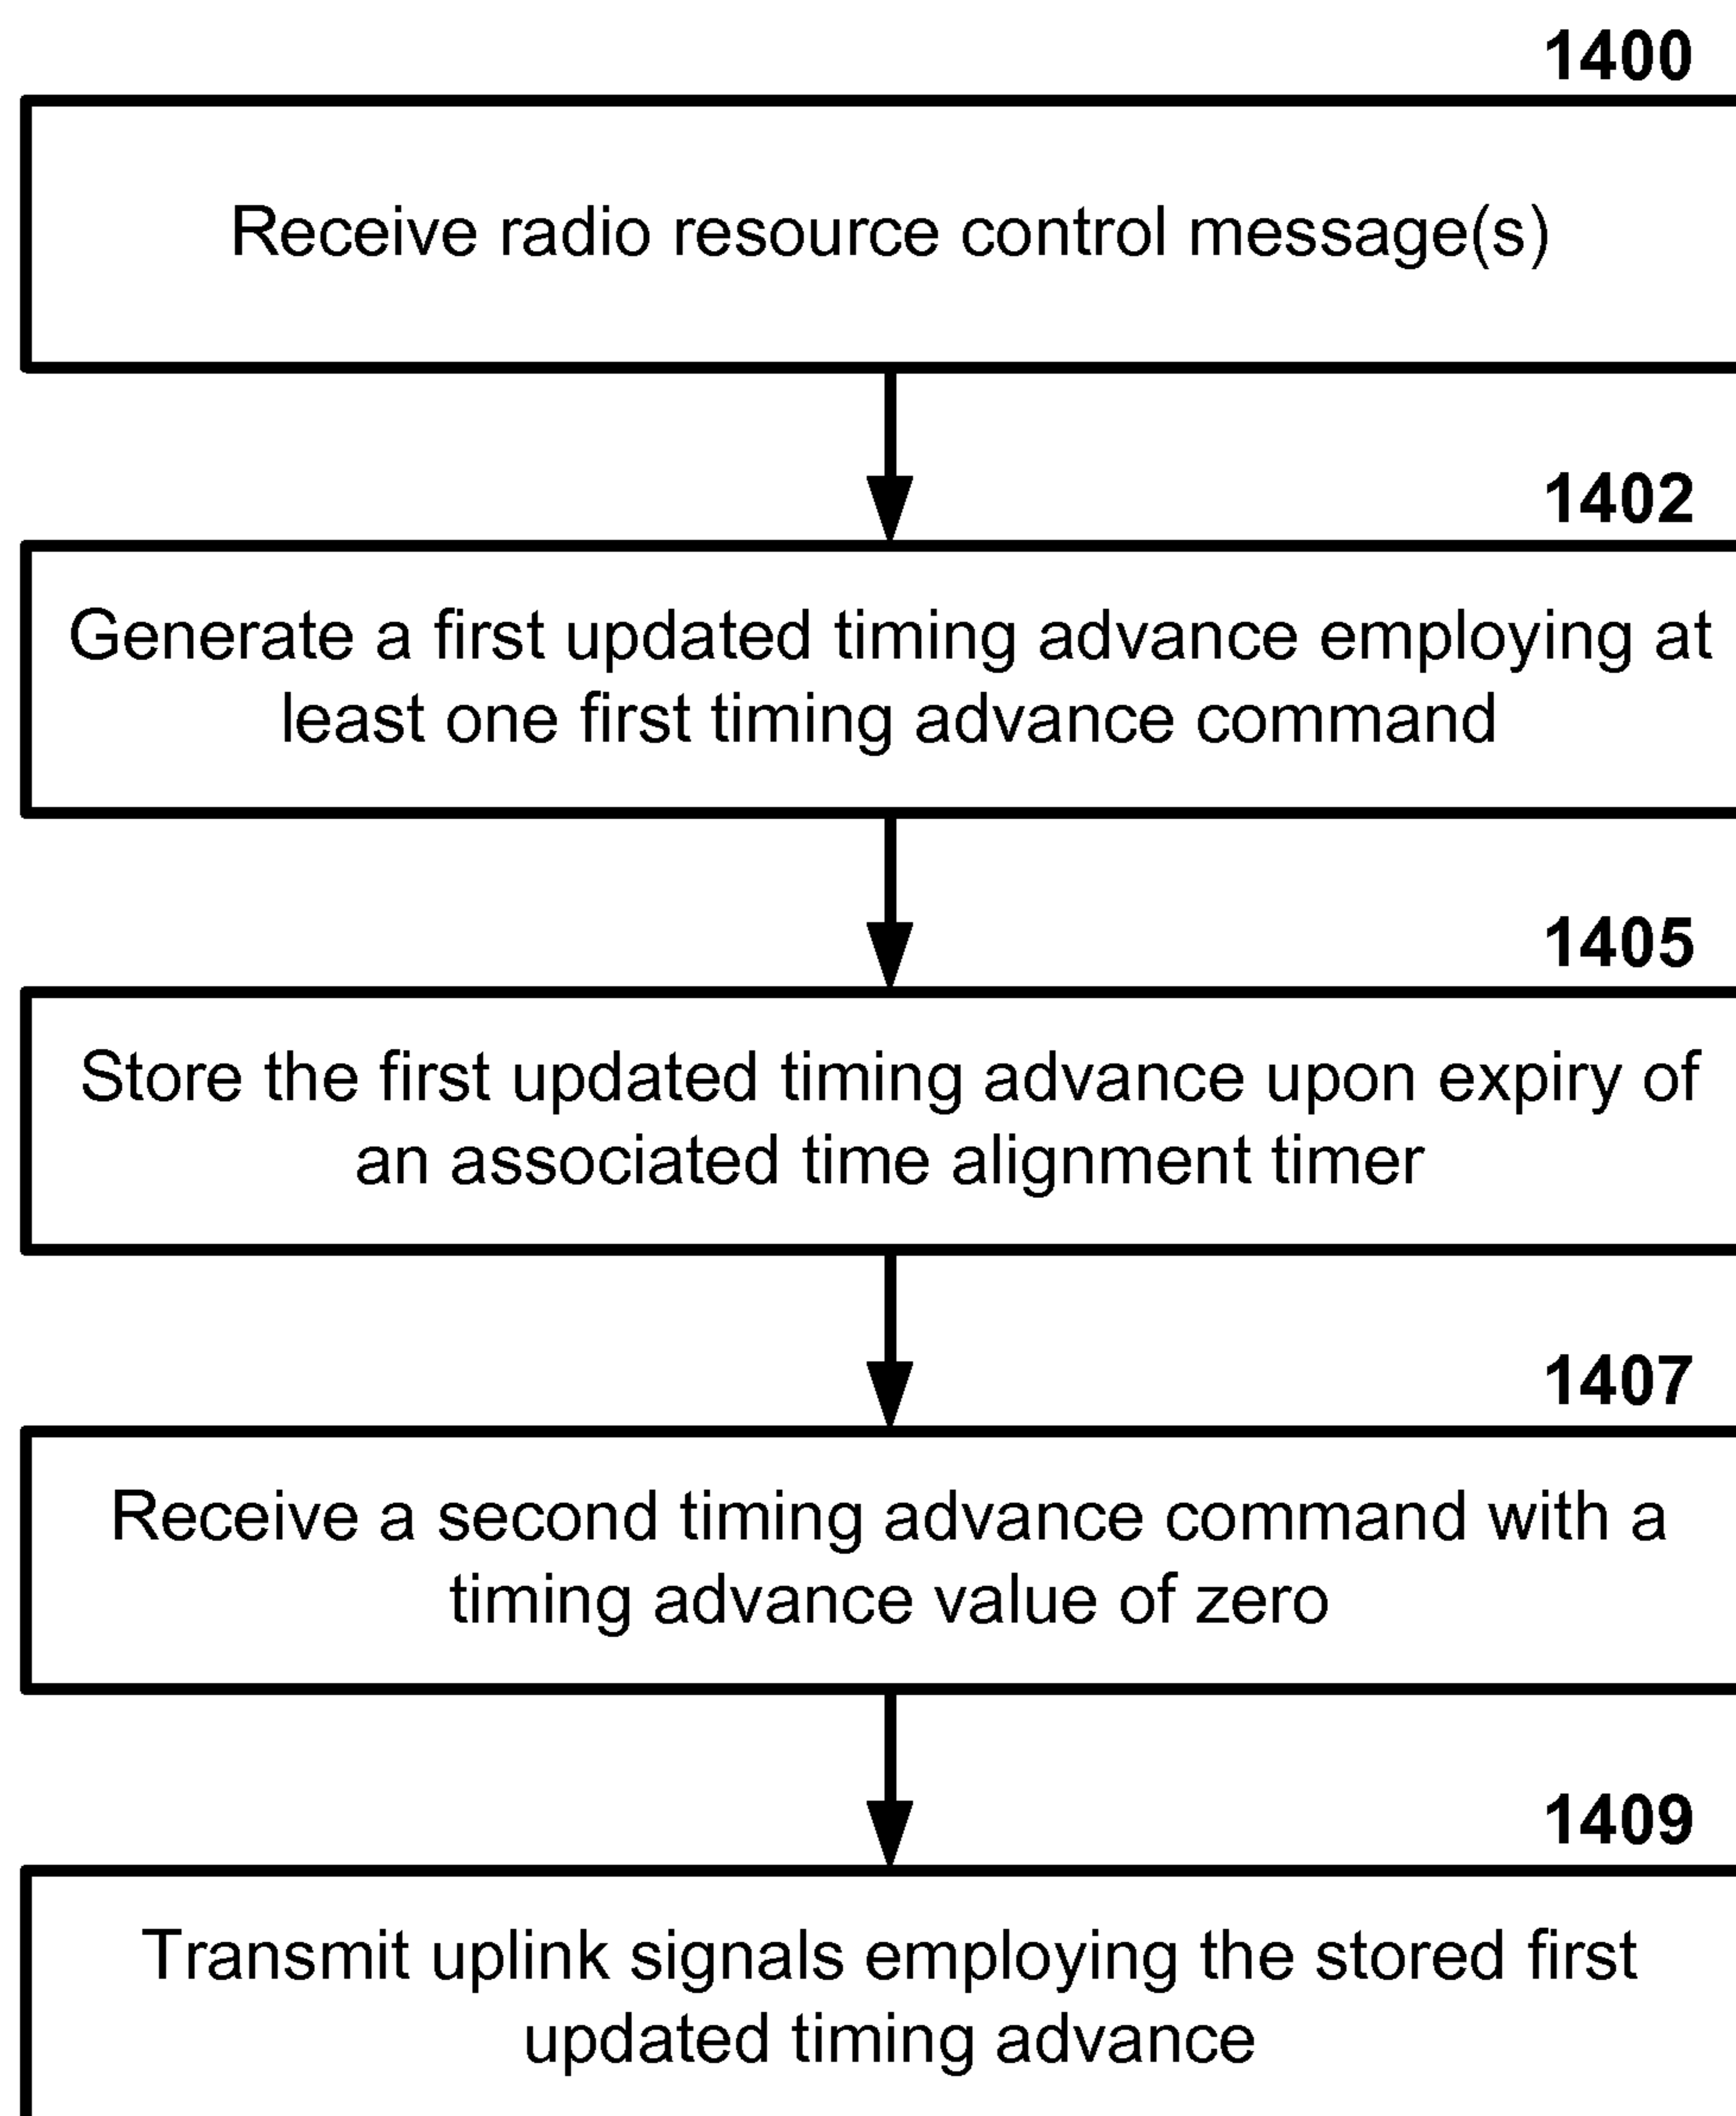 1400
Receive radio resource control message(s)
1402
Generate a first updated timing advance employing at
least one first timing advance command
1405
Store the first updated timing advance upon expiry of
an associated time alignment timer
1407
Receive a second timing advance command with a
timing advance value of zero
1409
Transmit uplink signals employing the stored first
updated timing advance